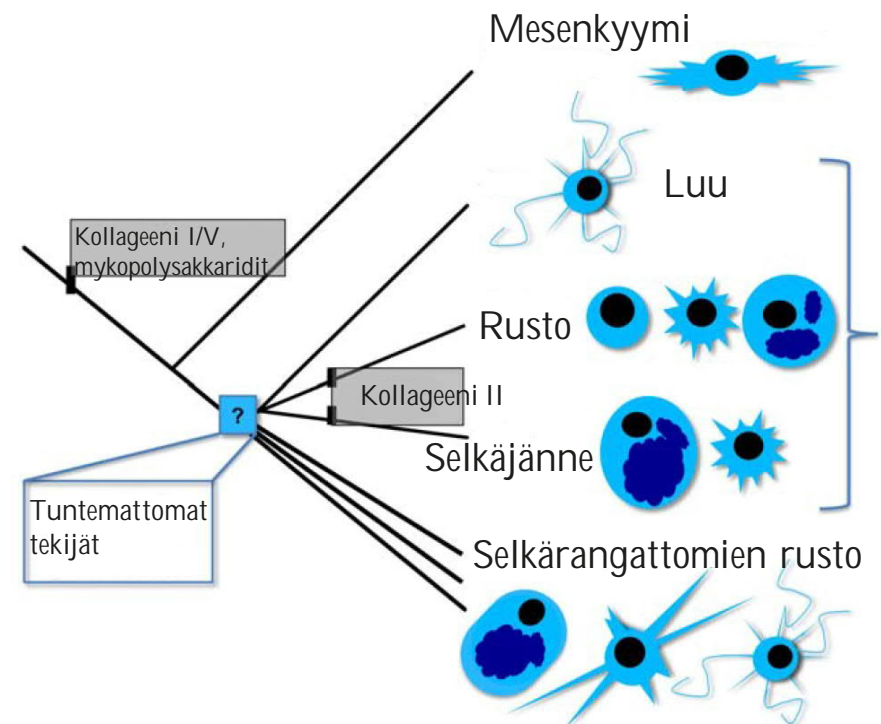 Mesenkyymi
Luu
Kollageeni I/V,
mykopolysakkaridit
Rusto
Kollageeni II
?
Selkäjänne
Tuntemattomat
tekijät
Selkärangattomien rusto